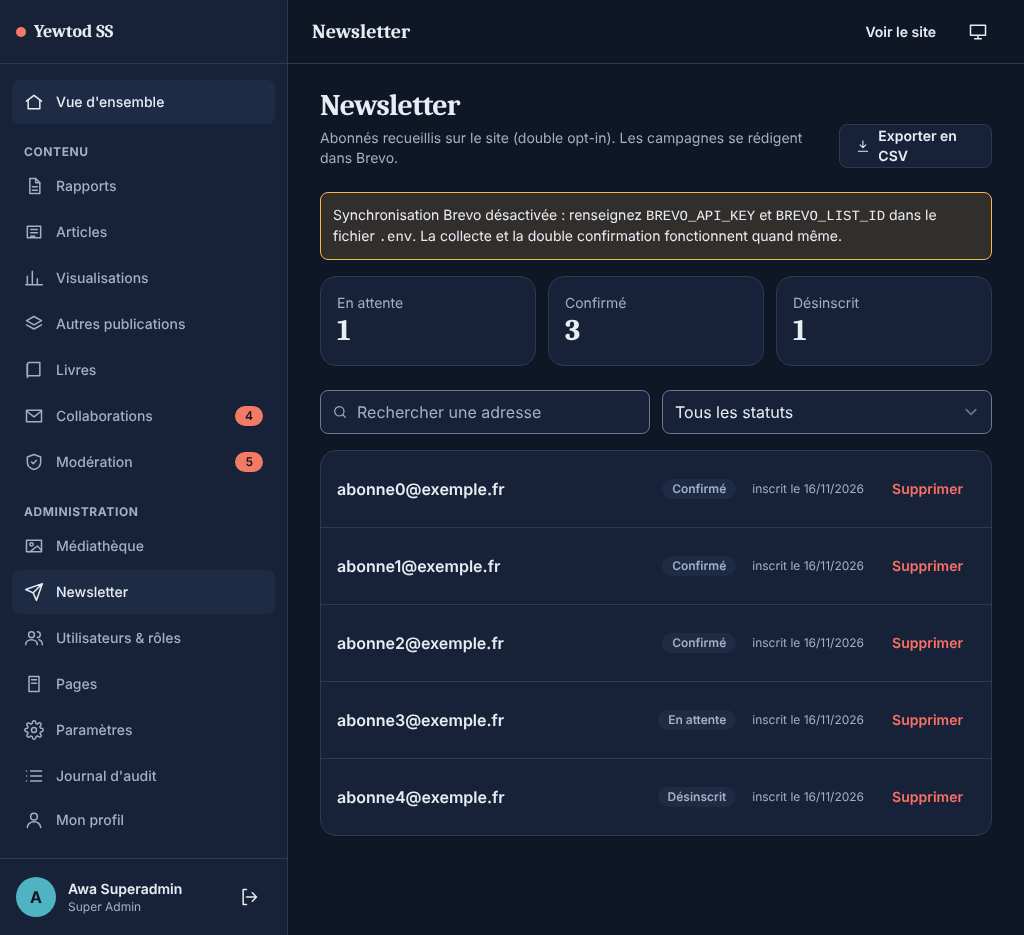 Yewtod SS
Vue d'ensemble
CONTENU
Rapports
Articles
Visualisations
Autres publications
Livres
Collaborations 4
Modération 5
ADMINISTRATION
Médiathèque
Newsletter
Utilisateurs & rôles
Pages
Paramètres
Journal d'audit
Mon profil
A
Awa Superadmin
Super Admin
Newsletter
Voir le site
Newsletter
Abonnés recueillis sur le site (double opt-in). Les campagnes se rédigent
dans Brevo.
Exporter en
CSV
Synchronisation Brevo désactivée : renseignez BREVO_API_KEY et BREVO_LIST_ID dans le
fichier .env. La collecte et la double confirmation fonctionnent quand même.
En attente
1
Confirmé
3
Désinscrit
1
Rechercher une adresse
Tous les statuts
abonne0@exemple.fr Confirmé inscrit le 16/11/2026 Supprimer
abonne1@exemple.fr Confirmé inscrit le 16/11/2026 Supprimer
abonne2@exemple.fr Confirmé inscrit le 16/11/2026 Supprimer
abonne3@exemple.fr En attente inscrit le 16/11/2026 Supprimer
abonne4@exemple.fr Désinscrit inscrit le 16/11/2026 Supprimer